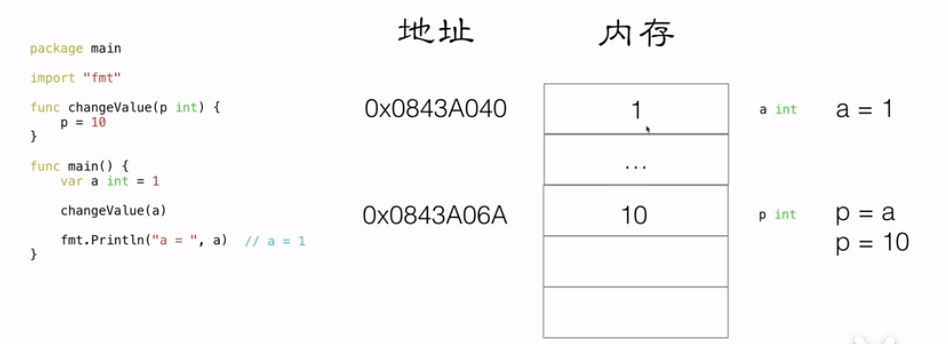 package main
import "fmt"
func changeValue(p int) {
    p = 10
}
func main() {
    var a int = 1
    changeValue(a)
    fmt.Println("a = ", a)  // a = 1
}
地址 内存
0x0843A040 1 a int a = 1
...
0x0843A06A 10 p int p = a
p = 10